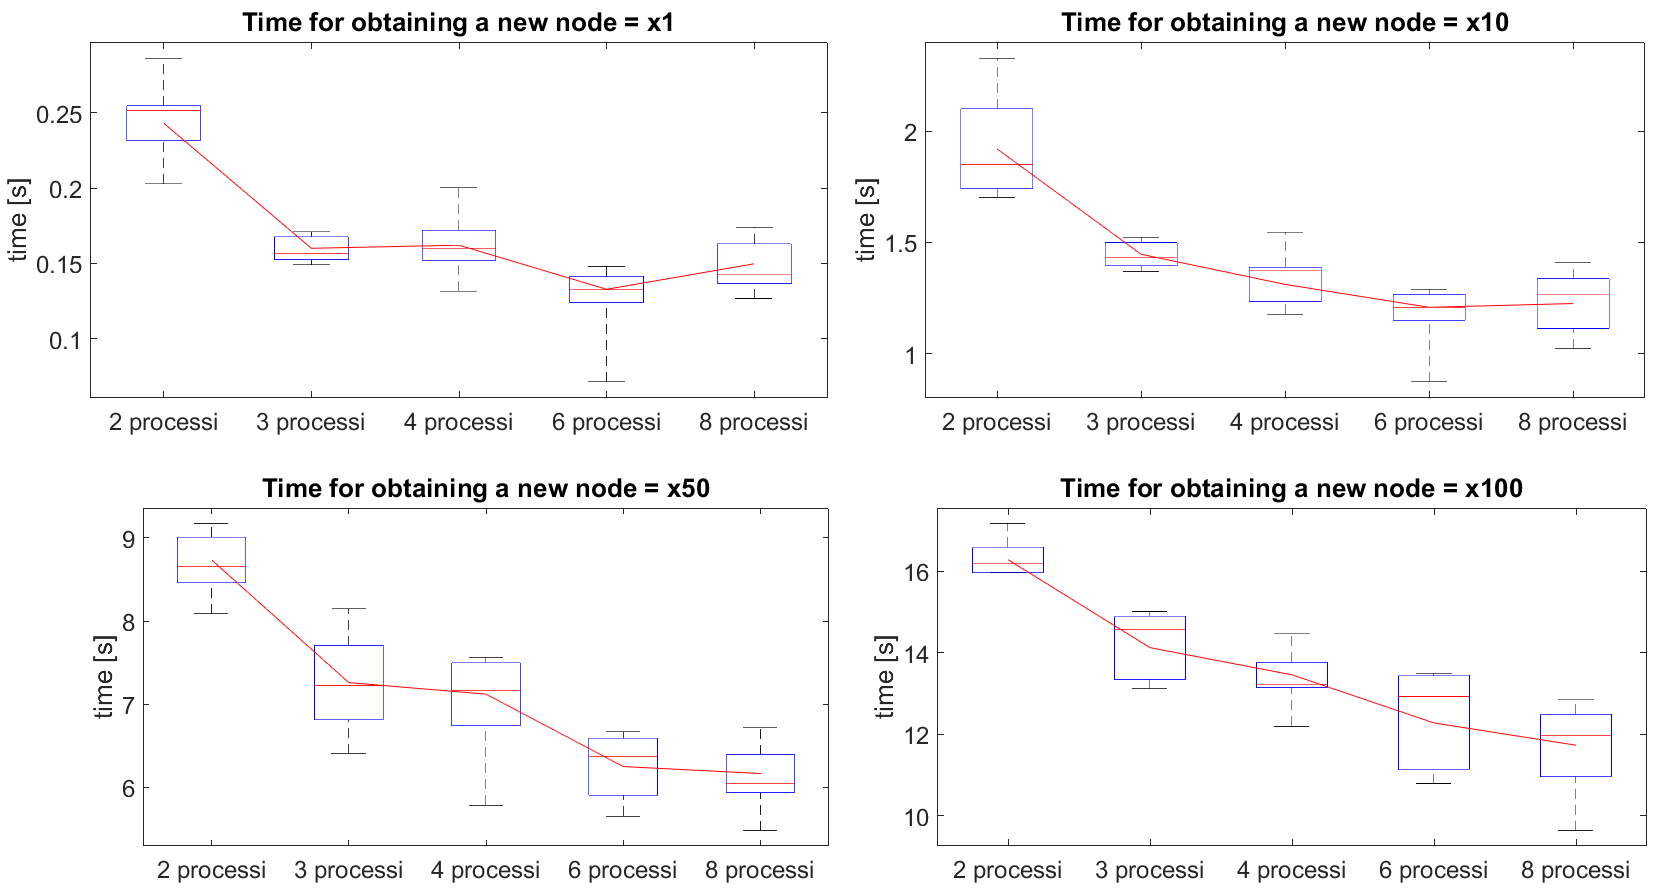 Time for obtaining a new node = x1
time [s]
0.25
0.2
0.15
0.1
2 processi 3 processi 4 processi 6 processi 8 processi
Time for obtaining a new node = x10
time [s]
2
1.5
1
2 processi 3 processi 4 processi 6 processi 8 processi
Time for obtaining a new node = x50
time [s]
9
8
7
6
2 processi 3 processi 4 processi 6 processi 8 processi
Time for obtaining a new node = x100
time [s]
16
14
12
10
2 processi 3 processi 4 processi 6 processi 8 processi